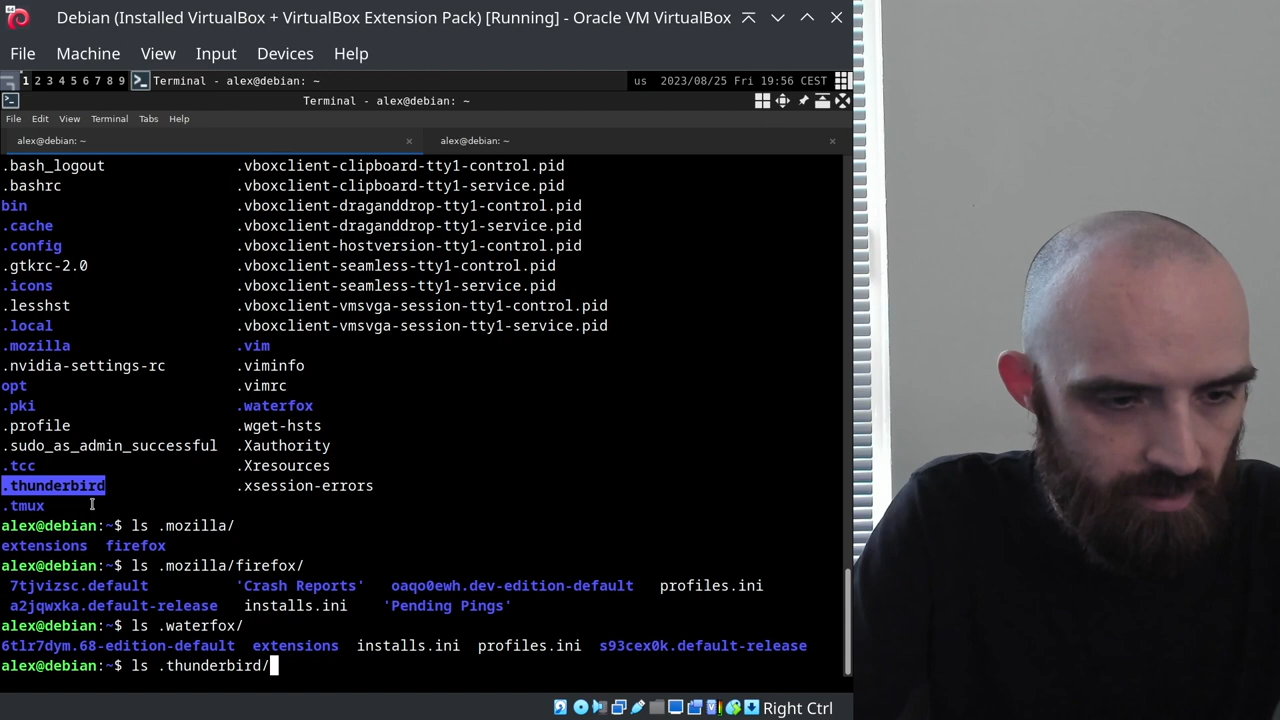 Debian (Installed VirtualBox + VirtualBox Extension Pack) [Running] - Oracle VM VirtualBox
File Machine View Input Devices Help
1 2 3 4 5 6 7 8 9 Terminal - alex@debian: ~ us 2023/08/25 Fri 19:56 CEST
Terminal - alex@debian: ~
File Edit View Terminal Tabs Help
alex@debian: ~ × alex@debian: ~ ×
.bash_logout .vboxclient-clipboard-tty1-control.pid
.bashrc .vboxclient-clipboard-tty1-service.pid
bin .vboxclient-draganddrop-tty1-control.pid
.cache .vboxclient-draganddrop-tty1-service.pid
.config .vboxclient-hostversion-tty1-control.pid
.gtkrc-2.0 .vboxclient-seamless-tty1-control.pid
.icons .vboxclient-seamless-tty1-service.pid
.lesshst .vboxclient-vmsvga-session-tty1-control.pid
.local .vboxclient-vmsvga-session-tty1-service.pid
.mozilla .vim
.nvidia-settings-rc .viminfo
opt .vimrc
.pki .waterfox
.profile .wget-hsts
.sudo_as_admin_successful .Xauthority
.tcc .Xresources
.thunderbird .xsession-errors
.tmux
alex@debian:~$ ls .mozilla/
extensions firefox
alex@debian:~$ ls .mozilla/firefox/
7tjvizsc.default 'Crash Reports' oaqo0ewh.dev-edition-default profiles.ini
a2jqwxka.default-release installs.ini 'Pending Pings'
alex@debian:~$ ls .waterfox/
6tlr7dym.68-edition-default extensions installs.ini profiles.ini s93cex0k.default-release
alex@debian:~$ ls .thunderbird/
Right Ctrl